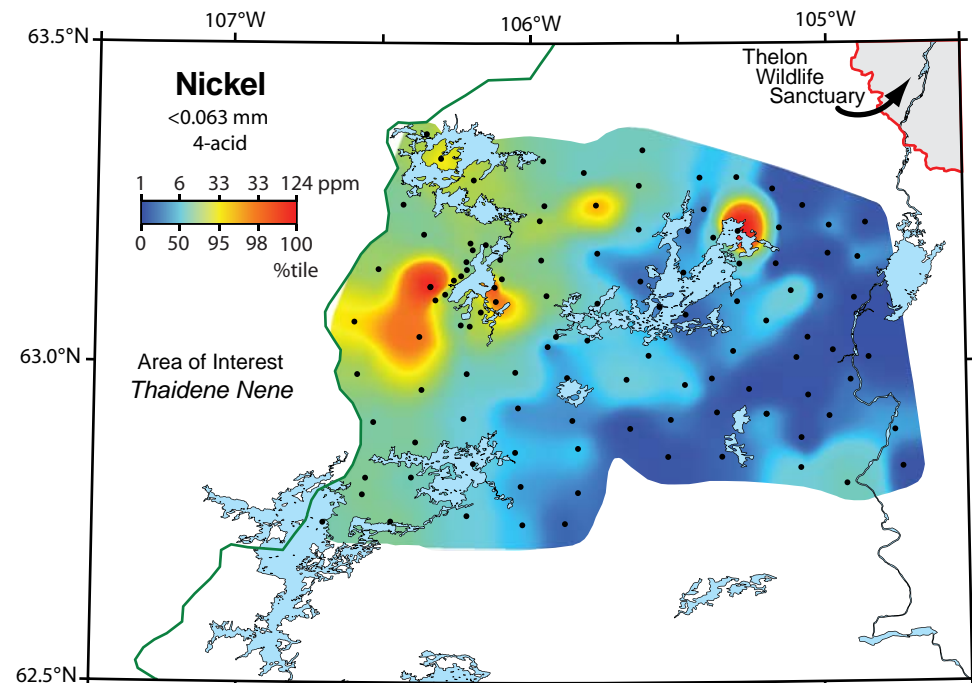 107°W 106°W 105°W
63.5°N
Nickel
<0.063 mm
4-acid
1 6 33 33 124 ppm
0 50 95 98 100
%tile
Thelon
Wildlife
Sanctuary
63.0°N
Area of Interest
Thaidene Nene
62.5°N